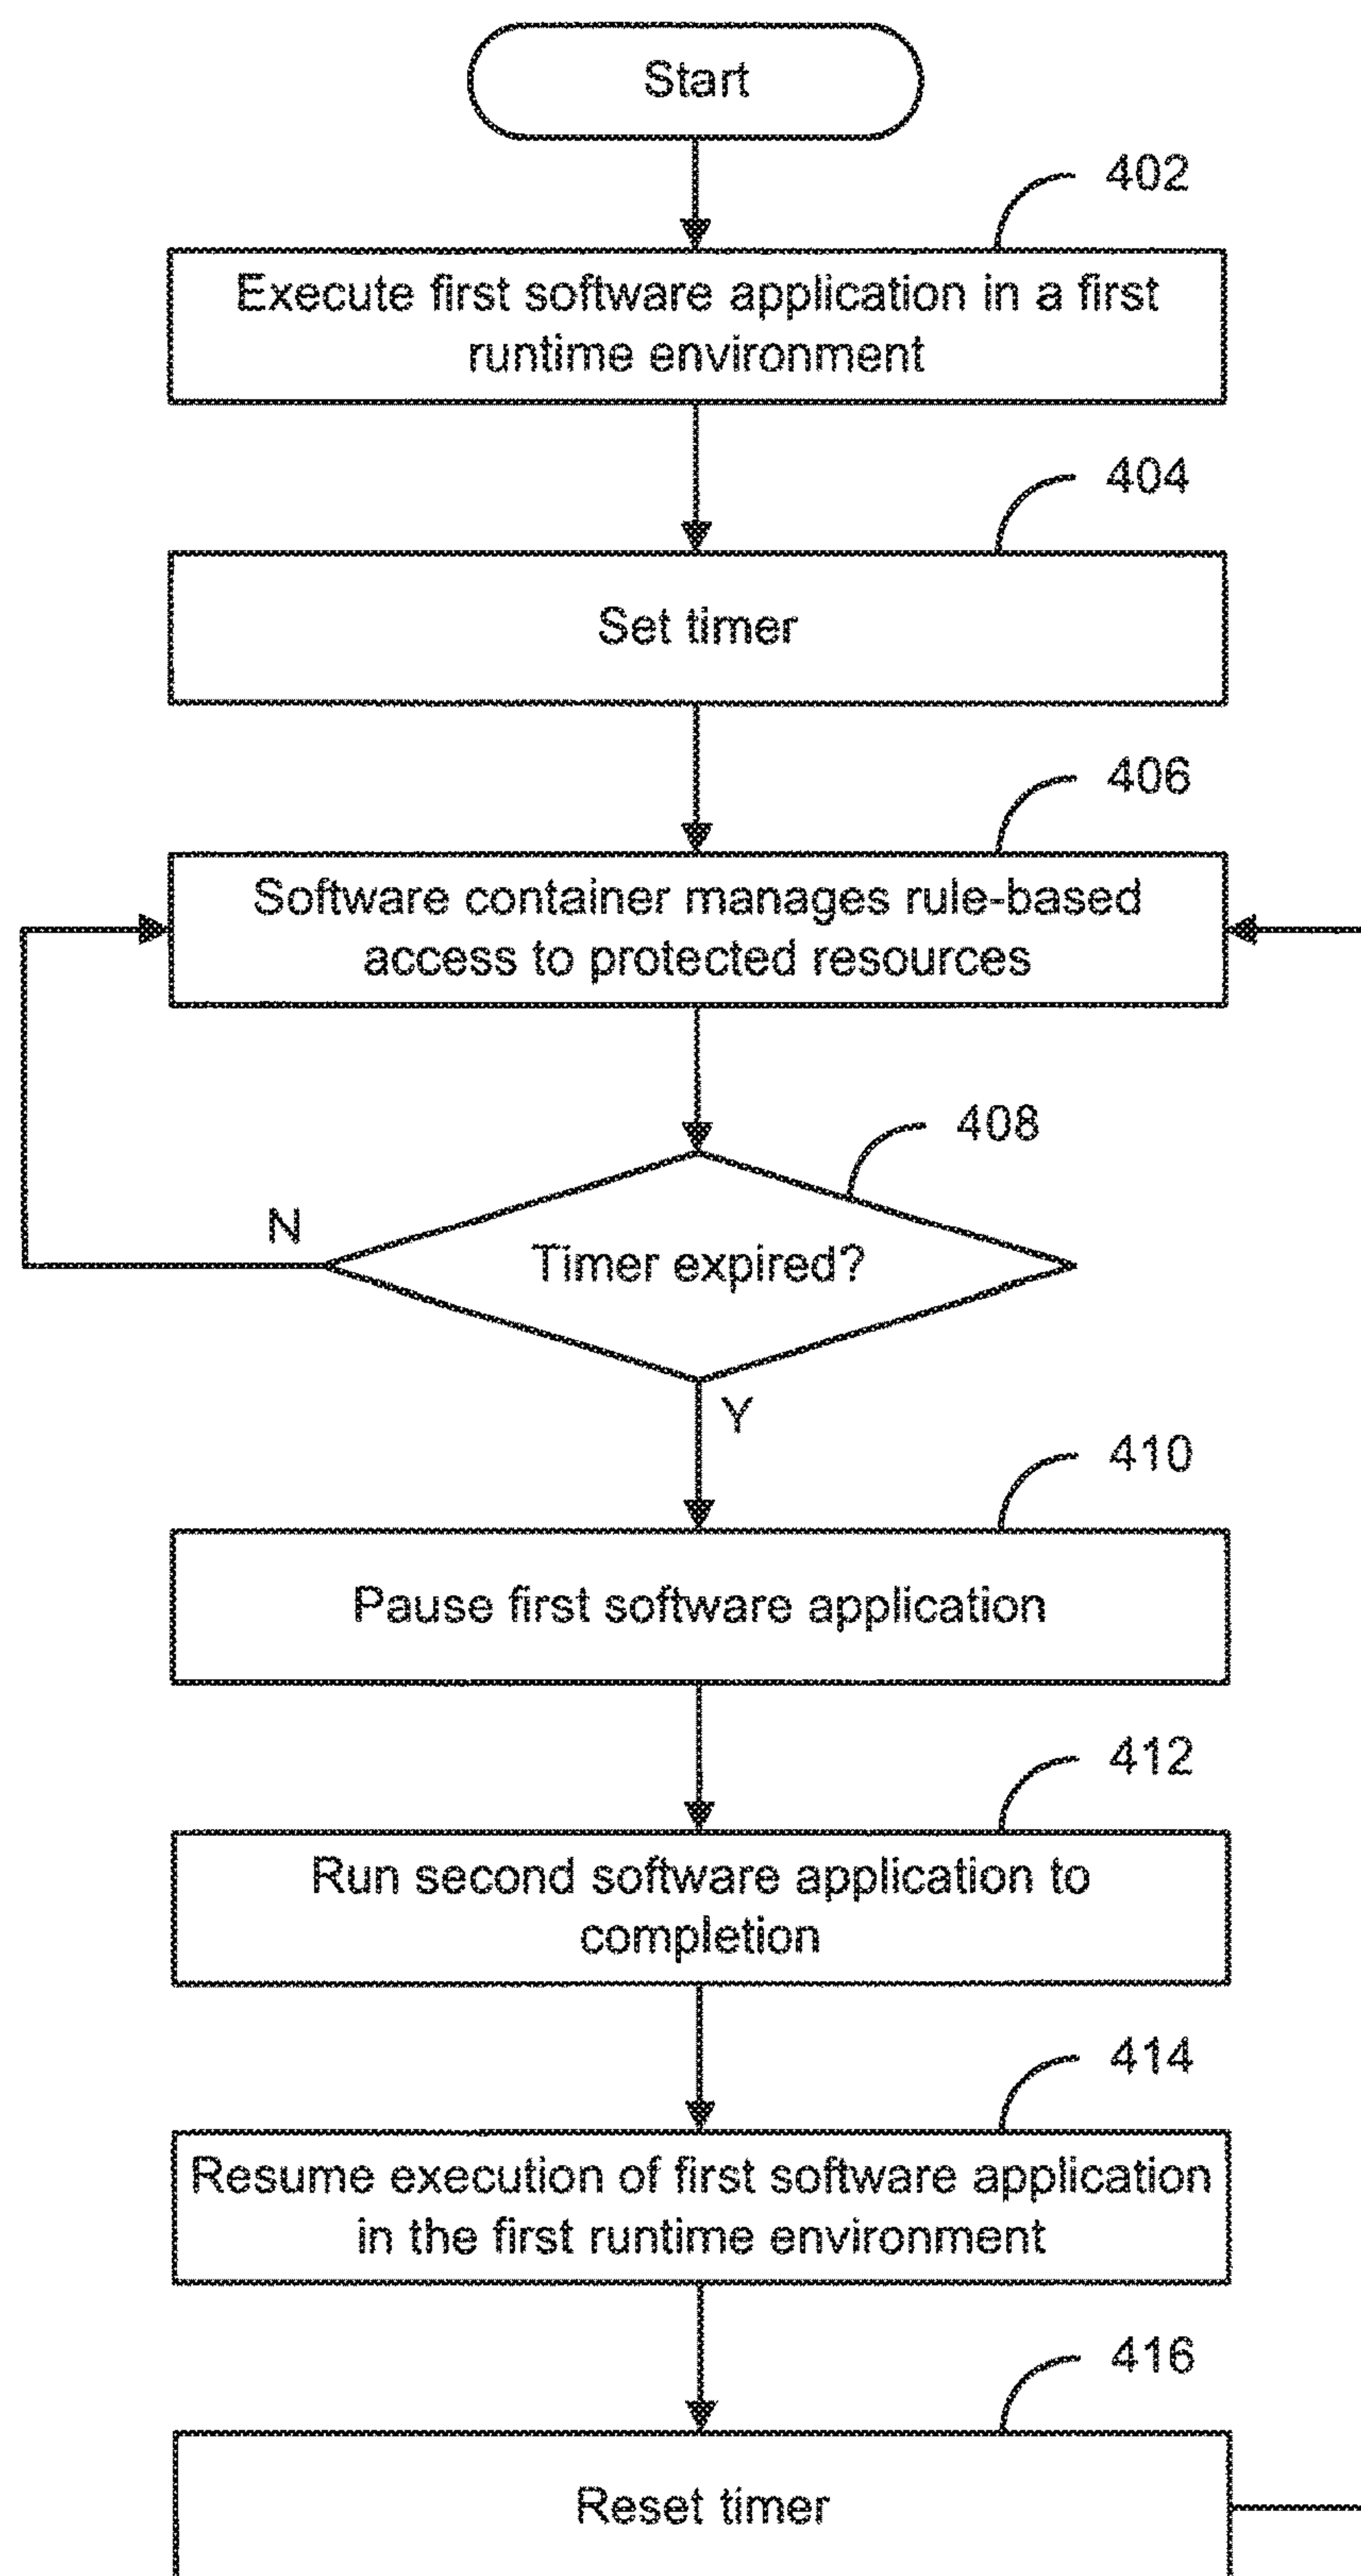 Start
402
Execute first software application in a first
runtime environment
404
Set timer
406
Software container manages rule-based
access to protected resources
408
N
Timer expired?
Y
410
Pause first software application
412
Run second software application to
completion
414
Resume execution of first software application
in the first runtime environment
416
Reset timer